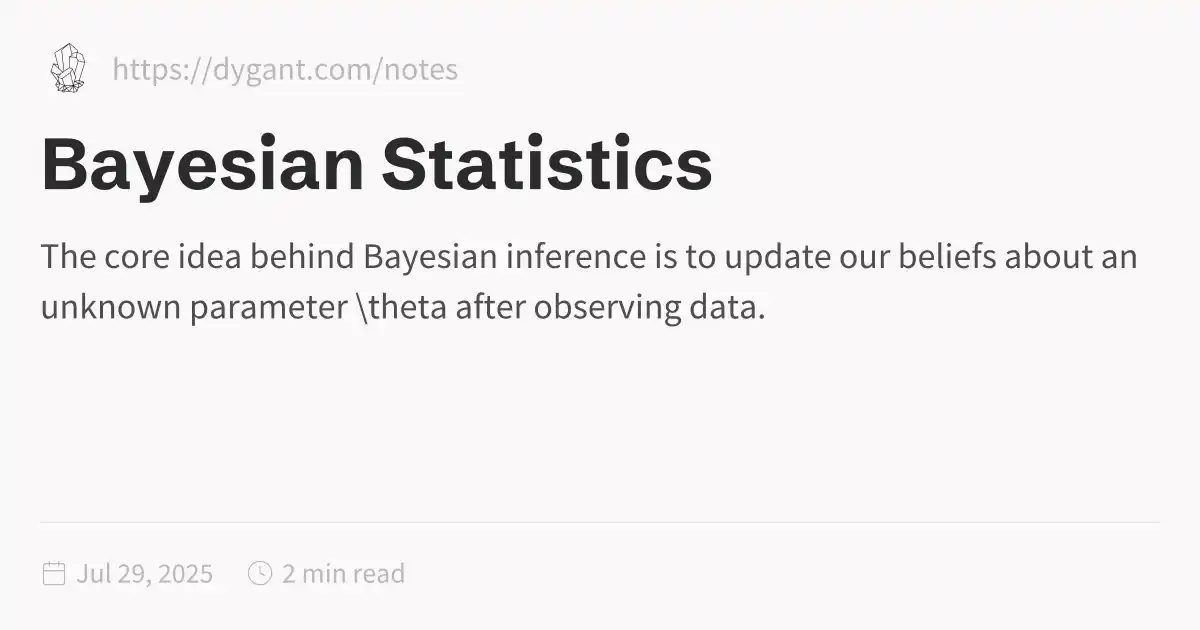 https://dygant.com/notes
Bayesian Statistics
The core idea behind Bayesian inference is to update our beliefs about an
unknown parameter \theta after observing data.
Jul 29, 2025 2 min read